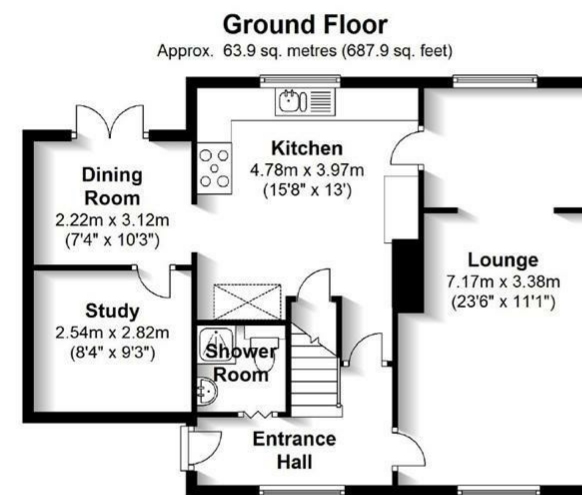 Ground Floor
Approx. 63.9 sq. metres (687.9 sq. feet)
Kitchen
4.78m x 3.97m
(15'8" x 13')
Dining
Room
2.22m x 3.12m
(7'4" x 10'3")
Lounge
7.17m x 3.38m
(23'6" x 11'1")
Study
2.54m x 2.82m
(8'4" x 9'3")
Shower
Room
Entrance
Hall